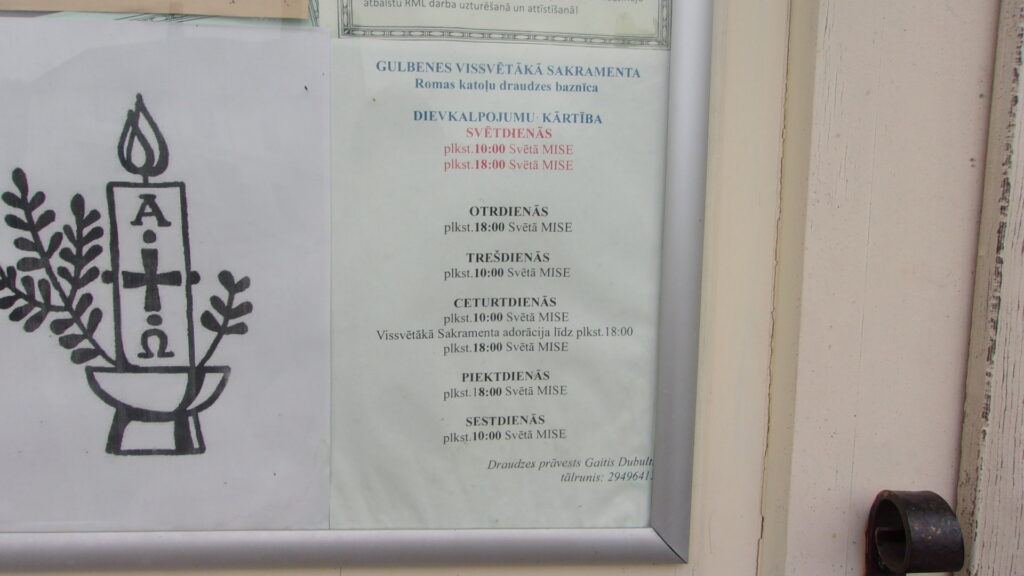 atbalstu RML darba uzturēšanā un attīstīšanā!
GULBENES VISSVĒTĀKĀ SAKRAMENTA
Romas katoļu draudzes baznīca
DIEVKALPOJUMU KĀRTĪBA
SVĒTDIENĀS
plkst.10:00 Svētā MISE
plkst.18:00 Svētā MISE
OTRDIENĀS
plkst.18:00 Svētā MISE
TREŠDIENĀS
plkst.10:00 Svētā MISE
CETURTDIENĀS
plkst.10:00 Svētā MISE
Vissvētākā Sakramenta adorācija līdz plkst.18:00
plkst.18:00 Svētā MISE
PIEKTDIENĀS
plkst.18:00 Svētā MISE
SESTDIENĀS
plkst.10:00 Svētā MISE
Draudzes prāvests Gaitis
tālrunis:
A
Ω